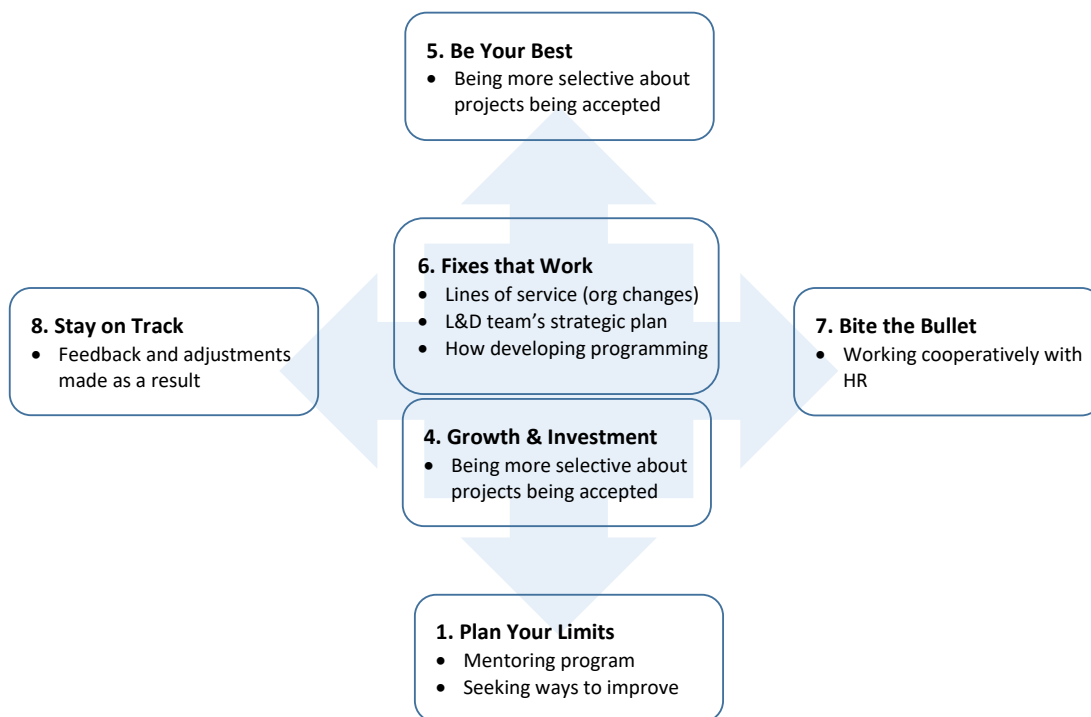 5. Be Your Best
• Being more selective about
projects being accepted
6. Fixes that Work
• Lines of service (org changes)
• L&D team's strategic plan
• How developing programming
8. Stay on Track
• Feedback and adjustments
made as a result
7. Bite the Bullet
• Working cooperatively with
HR
4. Growth & Investment
• Being more selective about
projects being accepted
1. Plan Your Limits
• Mentoring program
• Seeking ways to improve